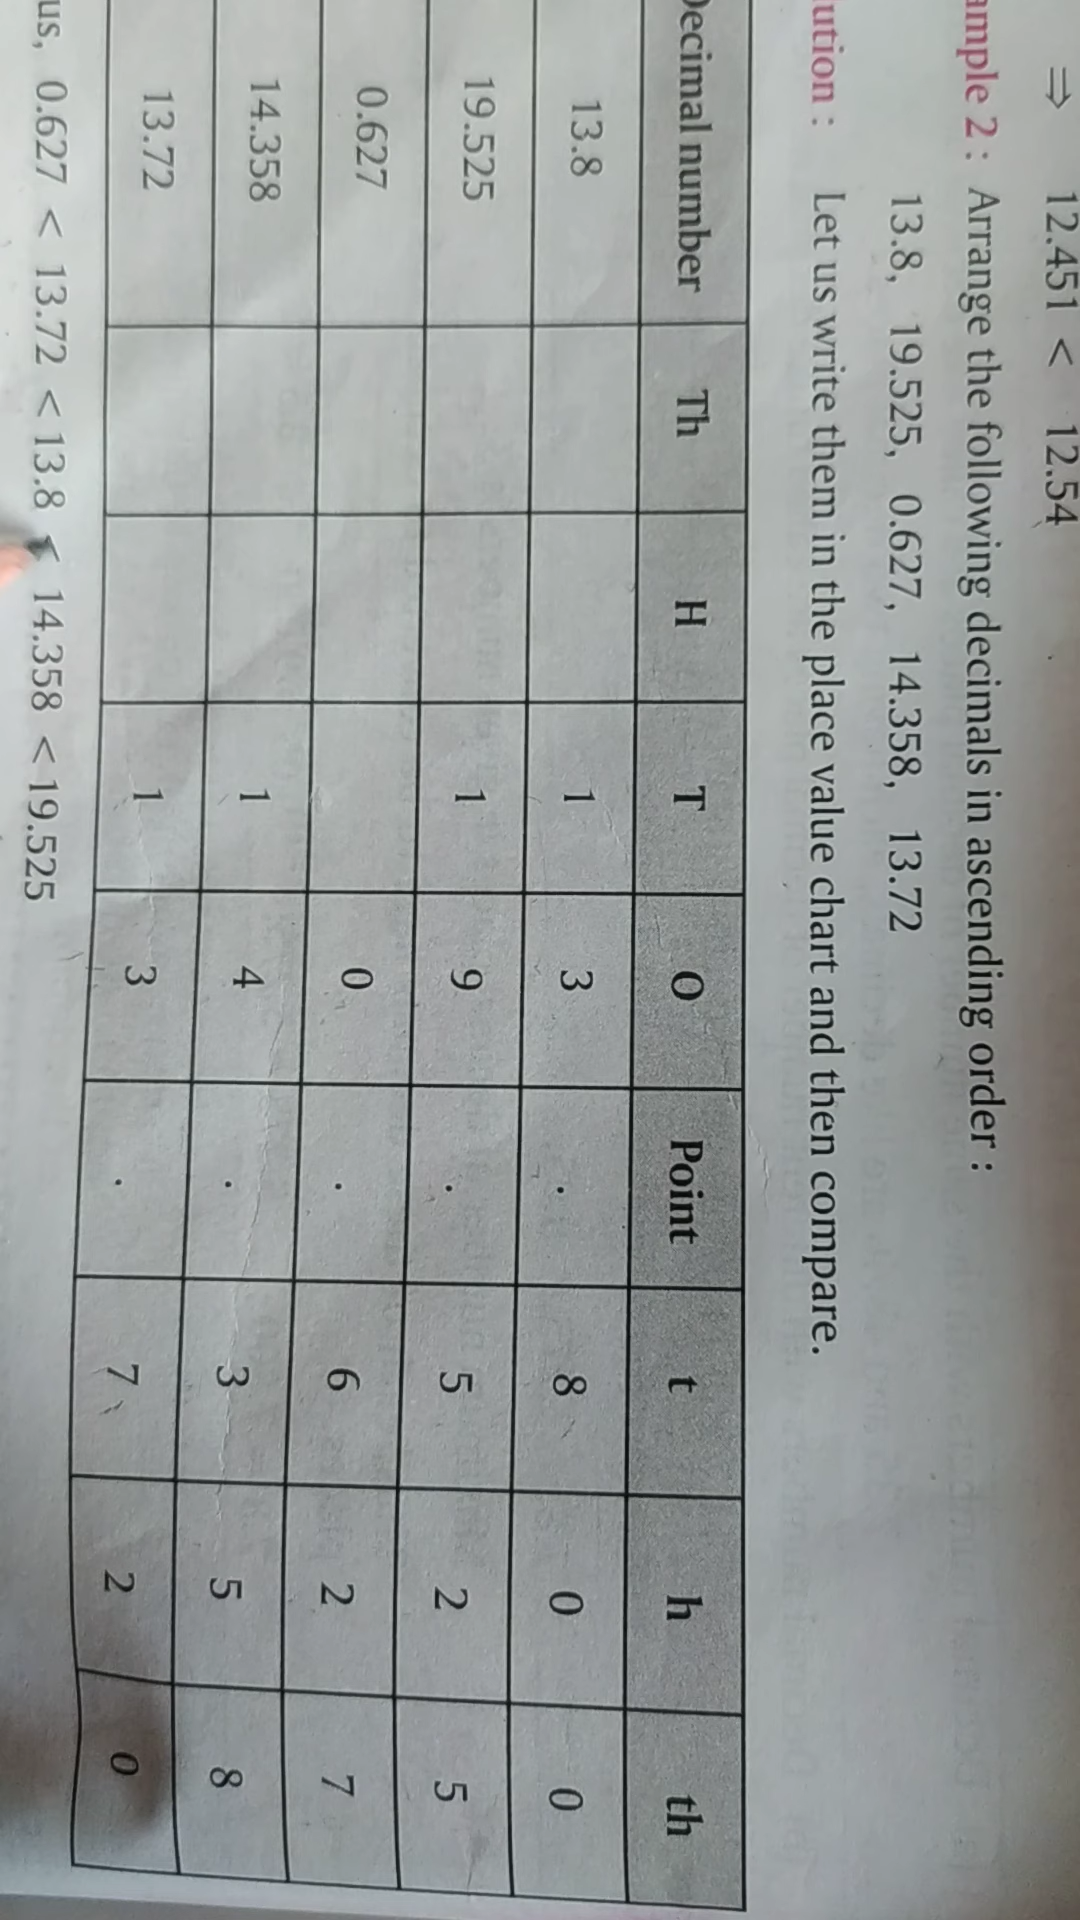 ⇒ 12.451 < 12.54
ample 2 : Arrange the following decimals in ascending order :
13.8, 19.525, 0.627, 14.358, 13.72
ution : Let us write them in the place value chart and then compare.
Decimal number Th H T O Point t h th
13.8 1 3 . 8 0 0
19.525 1 9 . 5 2 5
0.627 0 . 6 2 7
14.358 1 4 . 3 5 8
13.72 1 3 . 7 2 0
us, 0.627 < 13.72 < 13.8 < 14.358 < 19.525